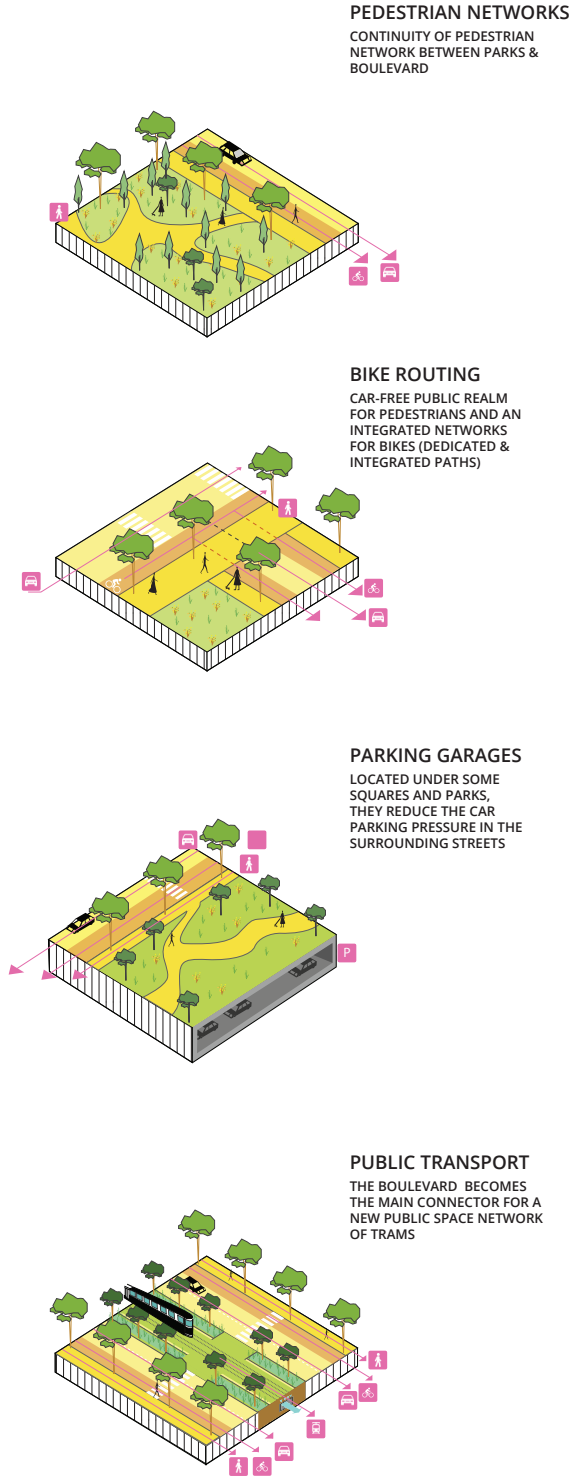 PEDESTRIAN NETWORKS
CONTINUITY OF PEDESTRIAN
NETWORK BETWEEN PARKS &
BOULEVARD
BIKE ROUTING
CAR-FREE PUBLIC REALM
FOR PEDESTRIANS AND AN
INTEGRATED NETWORKS
FOR BIKES (DEDICATED &
INTEGRATED PATHS)
PARKING GARAGES
LOCATED UNDER SOME
SQUARES AND PARKS,
THEY REDUCE THE CAR
PARKING PRESSURE IN THE
SURROUNDING STREETS
P
PUBLIC TRANSPORT
THE BOULEVARD BECOMES
THE MAIN CONNECTOR FOR A
NEW PUBLIC SPACE NETWORK
OF TRAMS